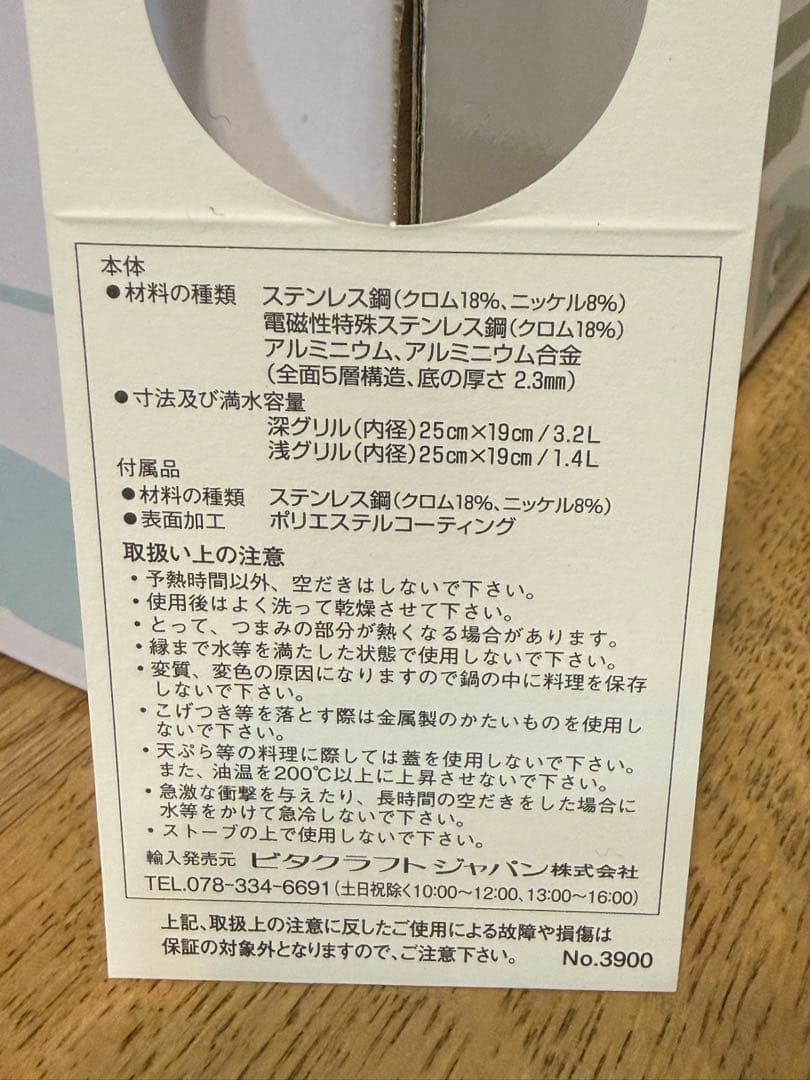 本体
●材料の種類 ステンレス鋼(クロム18%、ニッケル8%)
電磁性特殊ステンレス鋼(クロム18%)
アルミニウム、アルミニウム合金
(全面5層構造、底の厚さ 2.3mm)
●寸法及び満水容量
深グリル(内径)25cm×19cm/3.2L
浅グリル(内径)25cm×19cm/1.4L
付属品
●材料の種類 ステンレス鋼(クロム18%、ニッケル8%)
●表面加工 ポリエステルコーティング
取扱い上の注意
・予熱時間以外、空だきはしないで下さい。
・使用後はよく洗って乾燥させて下さい。
・とって、つまみの部分が熱くなる場合があります。
・縁まで水等を満たした状態で使用しないで下さい。
・変質、変色の原因になりますので鍋の中に料理を保存
しないで下さい。
・こげつき等を落とす際は金属製のかたいものを使用し
ないで下さい。
・天ぷら等の料理に際しては蓋を使用しないで下さい。
また、油温を200℃以上に上昇させないで下さい。
・急激な衝撃を与えたり、長時間の空だきをした場合に
水等をかけて急冷しないで下さい。
・ストーブの上で使用しないで下さい。
輸入発売元 ビタクラフトジャパン株式会社
TEL.078-334-6691(土日祝除く10:00~12:00、13:00~16:00)
上記、取扱上の注意に反したご使用による故障や損傷は
保証の対象外となりますので、ご注意下さい。 No.3900